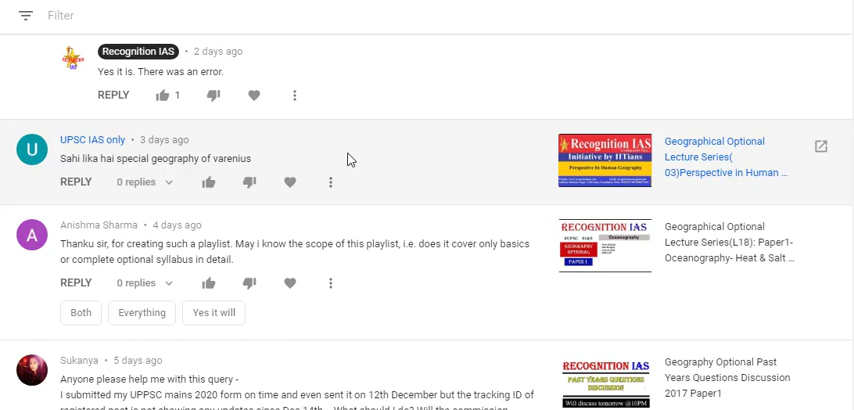 Filter
Recognition IAS • 2 days ago
Yes it is. There was an error.
REPLY 1
UPSC IAS only • 3 days ago
Sahi lika hai special geography of varenius
REPLY 0 replies
Recognition IAS
Initiative by IITians
Perspective In Human Geography
Geographical Optional
Lecture Series(
03)Perspective in Human ...
Anishma Sharma • 4 days ago
Thanku sir, for creating such a playlist. May i know the scope of this playlist, i.e. does it cover only basics
or complete optional syllabus in detail.
REPLY 0 replies
Both Everything Yes it will
RECOGNITION IAS
Oceanography
GEOGRAPHY
OPTIONAL
PAPER 1
Geographical Optional
Lecture Series(L18): Paper1-
Oceanography- Heat & Salt ...
Sukanya • 5 days ago
Anyone please help me with this query -
I submitted my UPPSC mains 2020 form on time and even sent it on 12th December but the tracking ID of
RECOGNITION IAS
PAST YEARS QUESTIONS
DISCUSSION
Will discuss tomorrow @10PM
Geography Optional Past
Years Questions Discussion
2017 Paper1